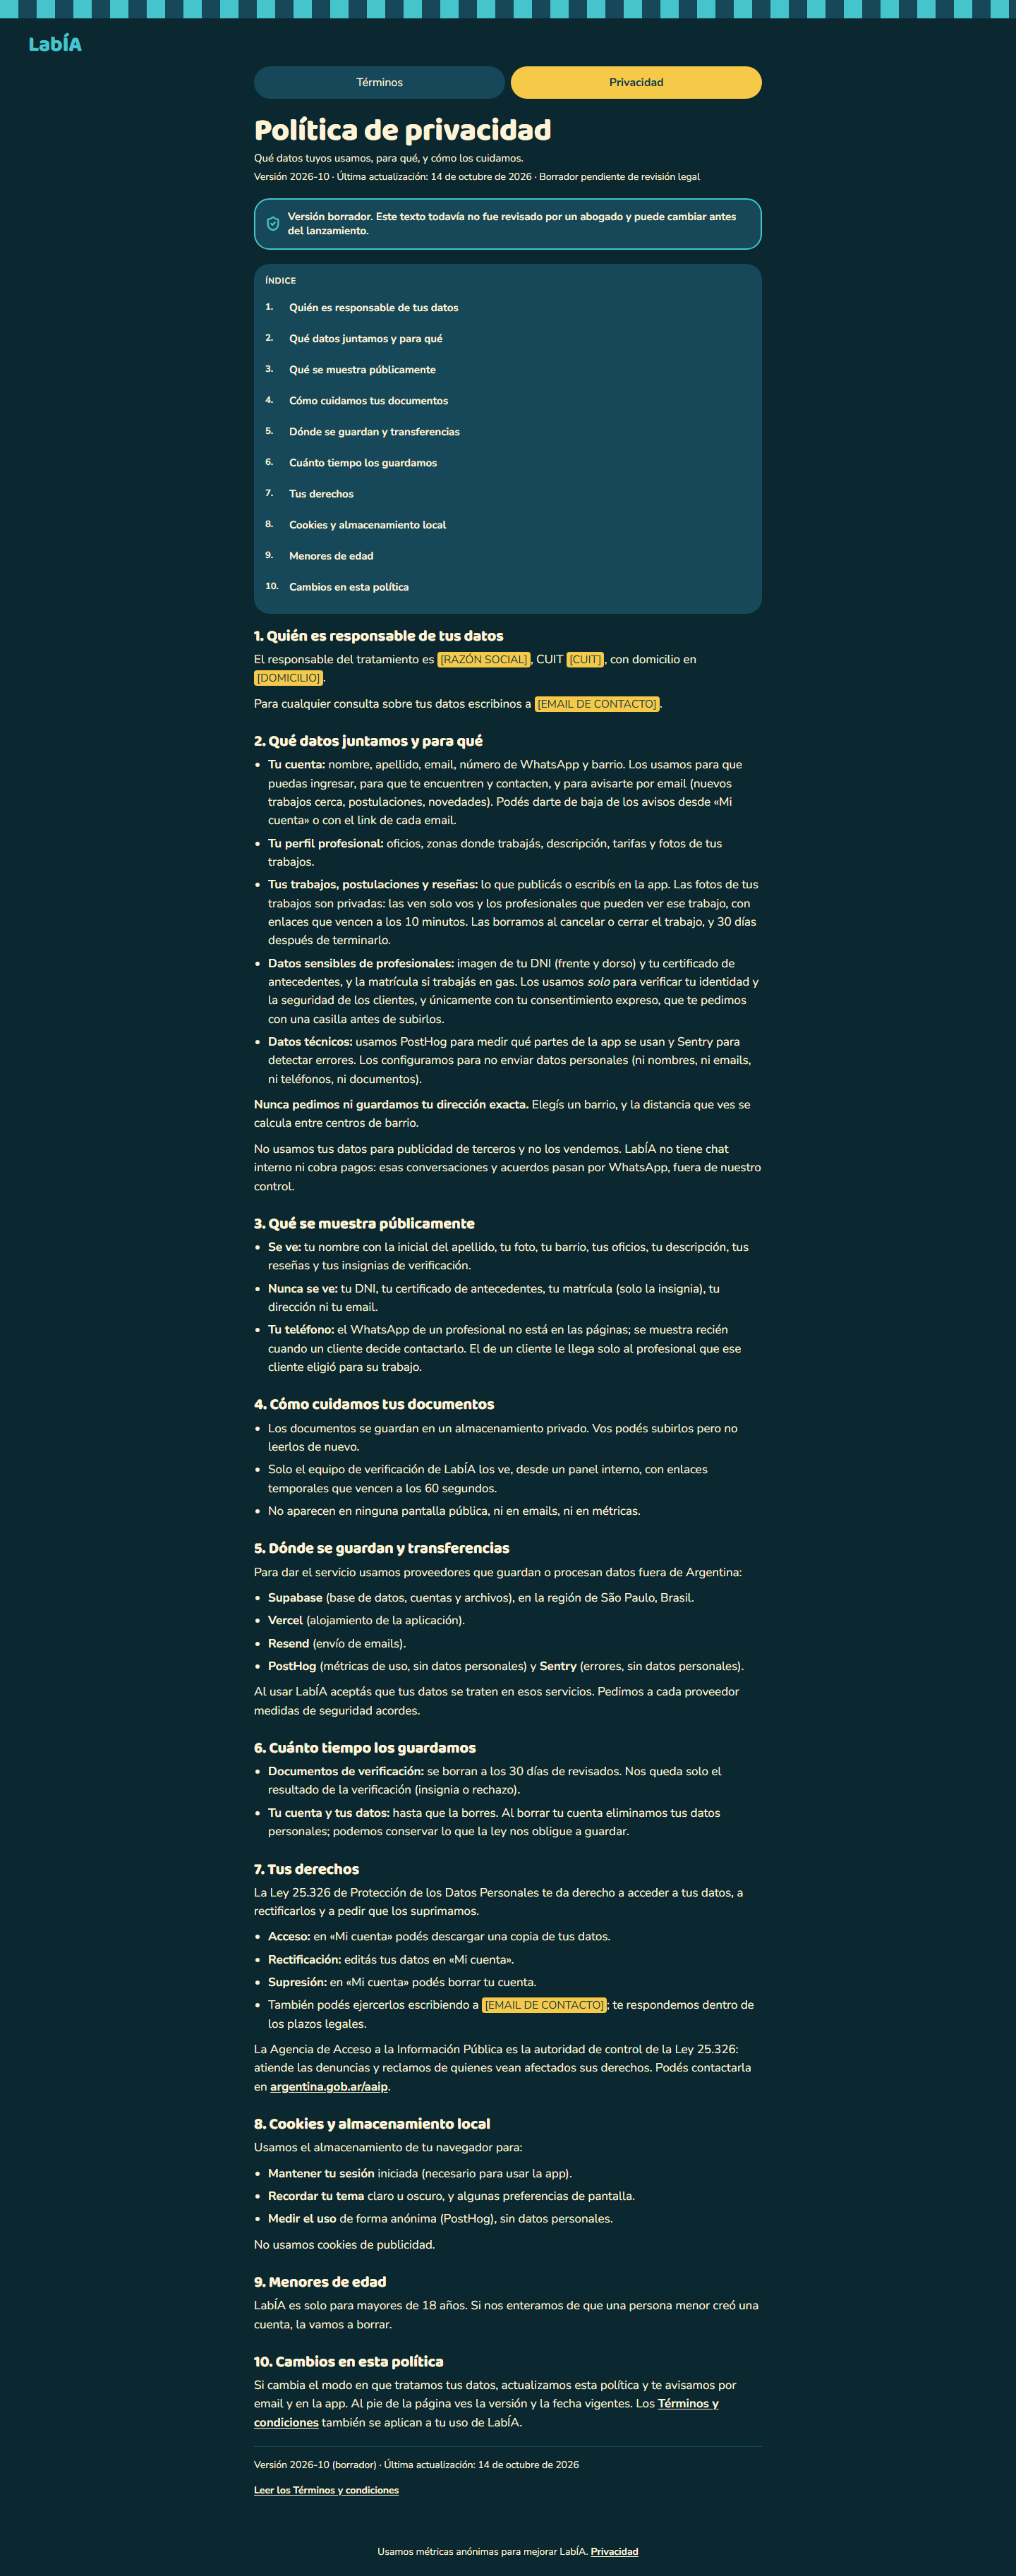 LabÍA
Términos
Privacidad
Política de privacidad
Qué datos tuyos usamos, para qué, y cómo los cuidamos.
Versión 2026-10 · Última actualización: 14 de octubre de 2026 · Borrador pendiente de revisión legal
Versión borrador. Este texto todavía no fue revisado por un abogado y puede cambiar antes
del lanzamiento.
ÍNDICE
1. Quién es responsable de tus datos
2. Qué datos juntamos y para qué
3. Qué se muestra públicamente
4. Cómo cuidamos tus documentos
5. Dónde se guardan y transferencias
6. Cuánto tiempo los guardamos
7. Tus derechos
8. Cookies y almacenamiento local
9. Menores de edad
10. Cambios en esta política
1. Quién es responsable de tus datos
El responsable del tratamiento es [RAZÓN SOCIAL], CUIT [CUIT], con domicilio en
[DOMICILIO].
Para cualquier consulta sobre tus datos escribinos a [EMAIL DE CONTACTO].
2. Qué datos juntamos y para qué
• Tu cuenta: nombre, apellido, email, número de WhatsApp y barrio. Los usamos para que
puedas ingresar, para que te encuentren y contacten, y para avisarte por email (nuevos
trabajos cerca, postulaciones, novedades). Podés darte de baja de los avisos desde «Mi
cuenta» o con el link de cada email.
• Tu perfil profesional: oficios, zonas donde trabajás, descripción, tarifas y fotos de tus
trabajos.
• Tus trabajos, postulaciones y reseñas: lo que publicás o escribís en la app. Las fotos de tus
trabajos son privadas: las ven solo vos y los profesionales que pueden ver ese trabajo, con
enlaces que vencen a los 10 minutos. Las borramos al cancelar o cerrar el trabajo, y 30 días
después de terminarlo.
• Datos sensibles de profesionales: imagen de tu DNI (frente y dorso) y tu certificado de
antecedentes, y la matrícula si trabajás en gas. Los usamos solo para verificar tu identidad y
la seguridad de los clientes, y únicamente con tu consentimiento expreso, que te pedimos
con una casilla antes de subirlos.
• Datos técnicos: usamos PostHog para medir qué partes de la app se usan y Sentry para
detectar errores. Los configuramos para no enviar datos personales (ni nombres, ni emails,
ni teléfonos, ni documentos).
Nunca pedimos ni guardamos tu dirección exacta. Elegís un barrio, y la distancia que ves se
calcula entre centros de barrio.
No usamos tus datos para publicidad de terceros y no los vendemos. LabÍA no tiene chat
interno ni cobra pagos: esas conversaciones y acuerdos pasan por WhatsApp, fuera de nuestro
control.
3. Qué se muestra públicamente
• Se ve: tu nombre con la inicial del apellido, tu foto, tu barrio, tus oficios, tu descripción, tus
reseñas y tus insignias de verificación.
• Nunca se ve: tu DNI, tu certificado de antecedentes, tu matrícula (solo la insignia), tu
dirección ni tu email.
• Tu teléfono: el WhatsApp de un profesional no está en las páginas; se muestra recién
cuando un cliente decide contactarlo. El de un cliente le llega solo al profesional que ese
cliente eligió para su trabajo.
4. Cómo cuidamos tus documentos
• Los documentos se guardan en un almacenamiento privado. Vos podés subirlos pero no
leerlos de nuevo.
• Solo el equipo de verificación de LabÍA los ve, desde un panel interno, con enlaces
temporales que vencen a los 60 segundos.
• No aparecen en ninguna pantalla pública, ni en emails, ni en métricas.
5. Dónde se guardan y transferencias
Para dar el servicio usamos proveedores que guardan o procesan datos fuera de Argentina:
• Supabase (base de datos, cuentas y archivos), en la región de São Paulo, Brasil.
• Vercel (alojamiento de la aplicación).
• Resend (envío de emails).
• PostHog (métricas de uso, sin datos personales) y Sentry (errores, sin datos personales).
Al usar LabÍA aceptás que tus datos se traten en esos servicios. Pedimos a cada proveedor
medidas de seguridad acordes.
6. Cuánto tiempo los guardamos
• Documentos de verificación: se borran a los 30 días de revisados. Nos queda solo el
resultado de la verificación (insignia o rechazo).
• Tu cuenta y tus datos: hasta que la borres. Al borrar tu cuenta eliminamos tus datos
personales; podemos conservar lo que la ley nos obligue a guardar.
7. Tus derechos
La Ley 25.326 de Protección de los Datos Personales te da derecho a acceder a tus datos, a
rectificarlos y a pedir que los suprimamos.
• Acceso: en «Mi cuenta» podés descargar una copia de tus datos.
• Rectificación: editás tus datos en «Mi cuenta».
• Supresión: en «Mi cuenta» podés borrar tu cuenta.
• También podés ejercerlos escribiendo a [EMAIL DE CONTACTO]; te respondemos dentro de
los plazos legales.
La Agencia de Acceso a la Información Pública es la autoridad de control de la Ley 25.326:
atiende las denuncias y reclamos de quienes vean afectados sus derechos. Podés contactarla
en argentina.gob.ar/aaip.
8. Cookies y almacenamiento local
Usamos el almacenamiento de tu navegador para:
• Mantener tu sesión iniciada (necesario para usar la app).
• Recordar tu tema claro u oscuro, y algunas preferencias de pantalla.
• Medir el uso de forma anónima (PostHog), sin datos personales.
No usamos cookies de publicidad.
9. Menores de edad
LabÍA es solo para mayores de 18 años. Si nos enteramos de que una persona menor creó una
cuenta, la vamos a borrar.
10. Cambios en esta política
Si cambia el modo en que tratamos tus datos, actualizamos esta política y te avisamos por
email y en la app. Al pie de la página ves la versión y la fecha vigentes. Los Términos y
condiciones también se aplican a tu uso de LabÍA.
Versión 2026-10 (borrador) · Última actualización: 14 de octubre de 2026
Leer los Términos y condiciones
Usamos métricas anónimas para mejorar LabÍA. Privacidad